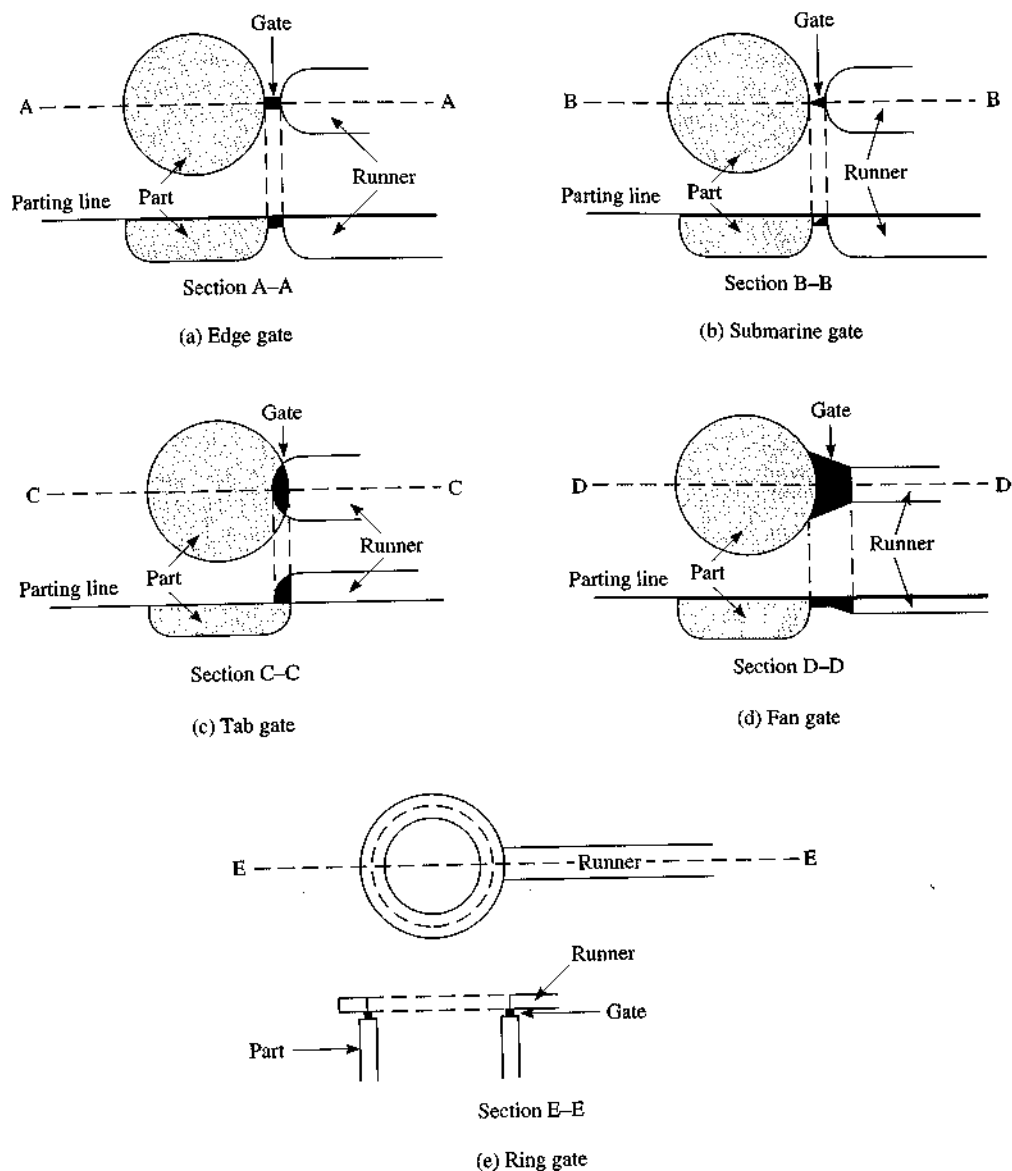 Gate
A
A
Runner
Part
Parting line
Section A–A
(a) Edge gate
Gate
B
B
Runner
Part
Parting line
Section B–B
(b) Submarine gate
Gate
C
C
Runner
Part
Parting line
Section C–C
(c) Tab gate
Gate
D
D
Runner
Part
Parting line
Section D–D
(d) Fan gate
E
Runner
E
Runner
Gate
Part
Section E–E
(e) Ring gate